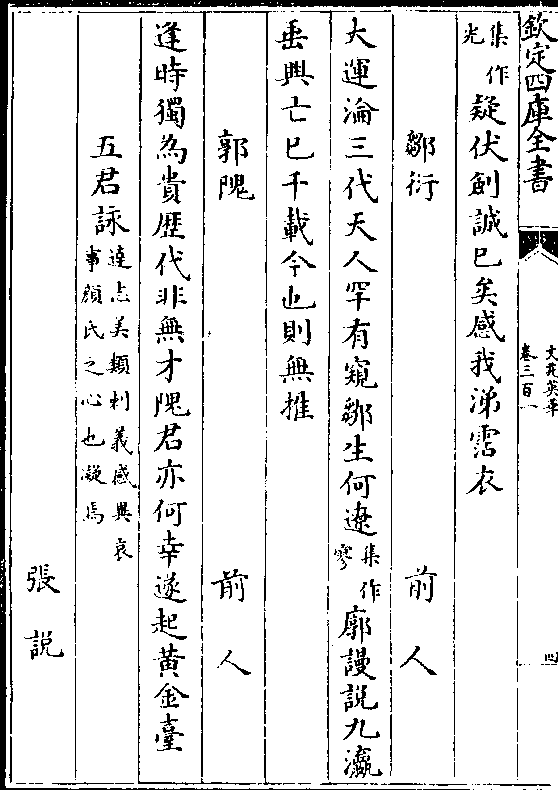 欽定四庫全書
文苑英華
卷三百一
四
集作光疑伏劍誠已矣感我涕霑衣
鄒衍 前人
大運淪三代天人罕有窺鄒生何遼集作寥廓謾説九瀛
垂興亡已千載今也則無推
郭隗 前人
逢時獨為貴歴代非無才隗君亦何幸遂起黄金臺
五君詠達志美類刺義感興哀
事顔氏之心也凝焉
張説